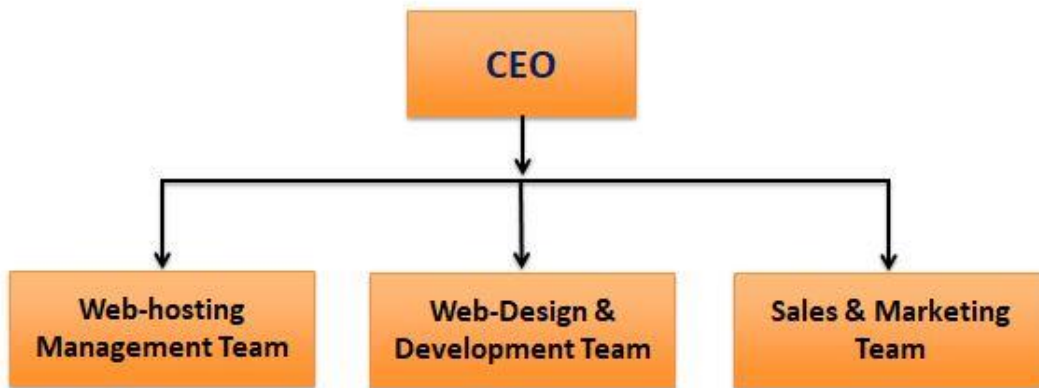 CEO
Web-hosting
Management Team
Web-Design &
Development Team
Sales & Marketing
Team